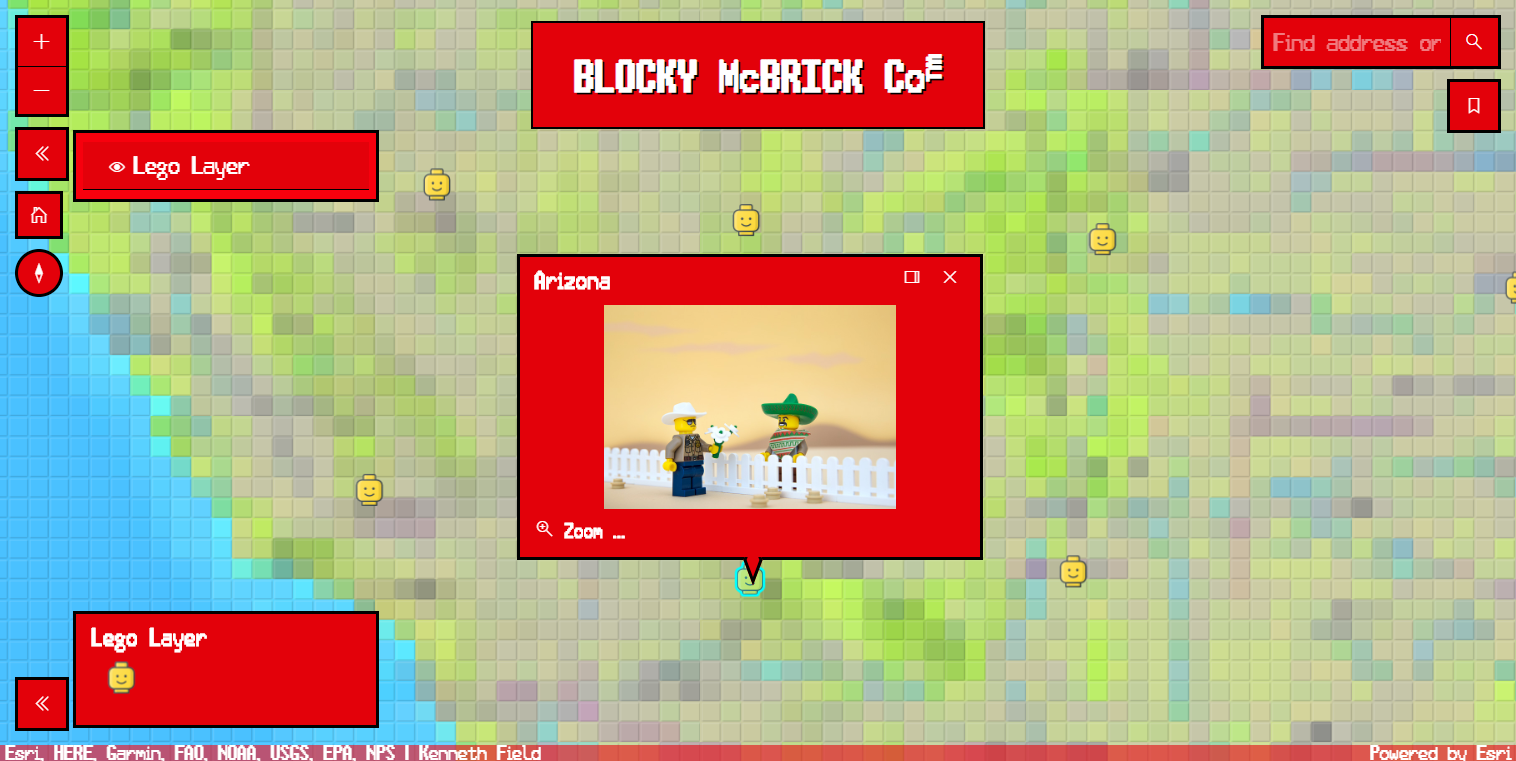 BLOCKY McBRICK Co™
Find address or
Lego Layer
Arizona
Zoom ...
Lego Layer
Esri, HERE, Garmin, FAO, NOAA, USGS, EPA, NPS | Kenneth Field
Powered by Esri